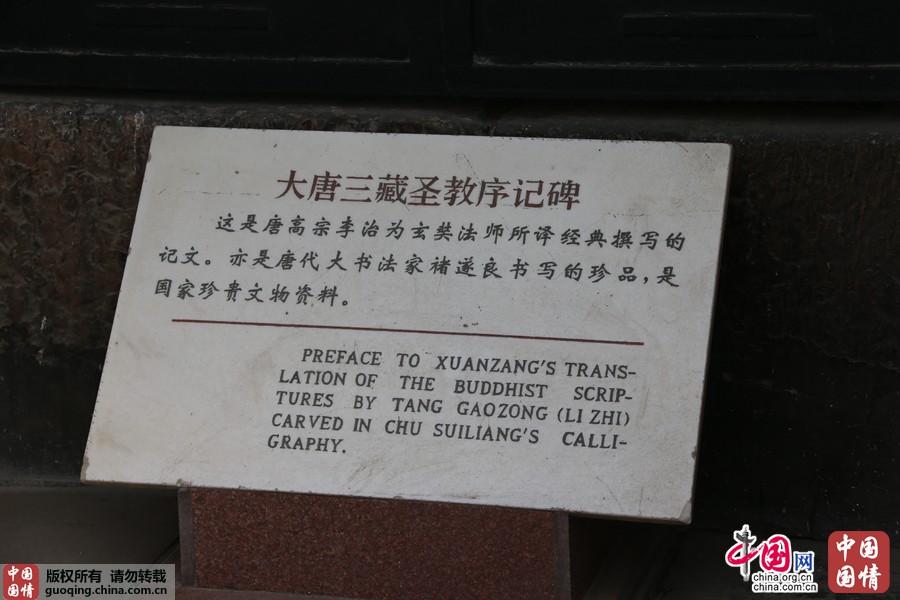 大唐三藏圣教序记碑
这是唐高宗李治为玄奘法师所译经典撰写的
记文。亦是唐代大书法家褚遂良书写的珍品,是
国家珍贵文物资料。
PREFACE TO XUANZANG'S TRANS-
LATION OF THE BUDDHIST SCRIP-
TURES BY TANG GAOZONG (LI ZHI)
CARVED IN CHU SUILIANG'S CALLI-
GRAPHY.
中国国情
版权所有 请勿转载
guoqing.china.com.cn
中国网
china.org.cn
china.com.cn
中国国情